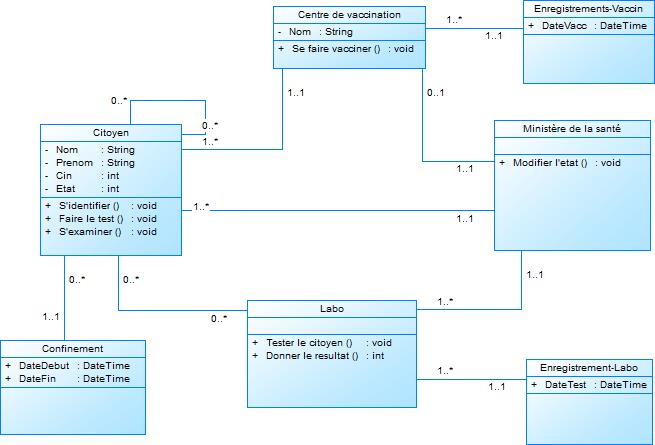 Centre de vaccination
- Nom : String
+ Se faire vacciner () : void
Enregistrements-Vaccin
+ DateVacc : DateTime
1..*
1..1
1..1
0..1
0..*
0..*
1..*
Citoyen
- Nom : String
- Prenom : String
- Cin : int
- Etat : int
+ S'identifier () : void
+ Faire le test () : void
+ S'examiner () : void
Ministère de la santé
+ Modifier l'etat () : void
1..1
1..*
1..1
0..*
0..*
1..1
1..1
0..*
1..*
Labo
+ Tester le citoyen () : void
+ Donner le resultat () : int
Confinement
+ DateDebut : DateTime
+ DateFin : DateTime
1..*
1..1
Enregistrement-Labo
+ DateTest : DateTime